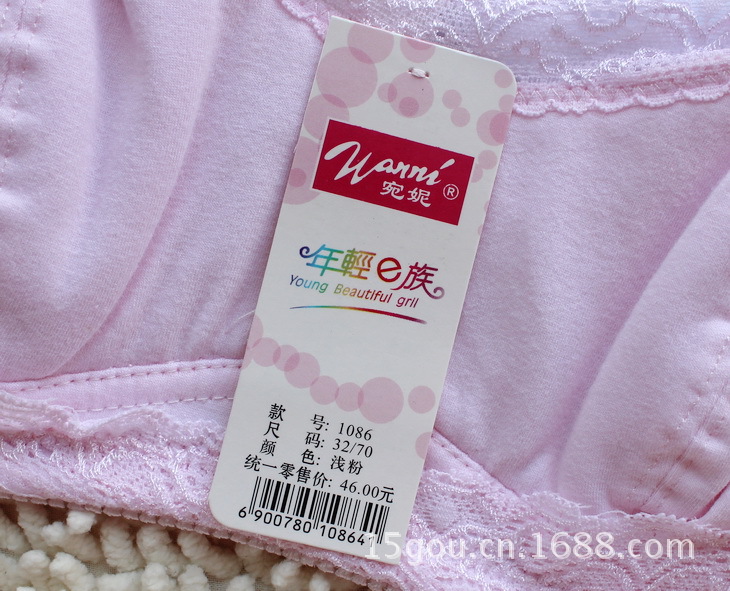 Wanni®
宛妮
年輕e族
Young Beautiful gril
款 号: 1086
尺 码: 32/70
颜 色: 浅粉
统一零售价: 46.00元
6 900780 10864
15gou.cn.1688.com